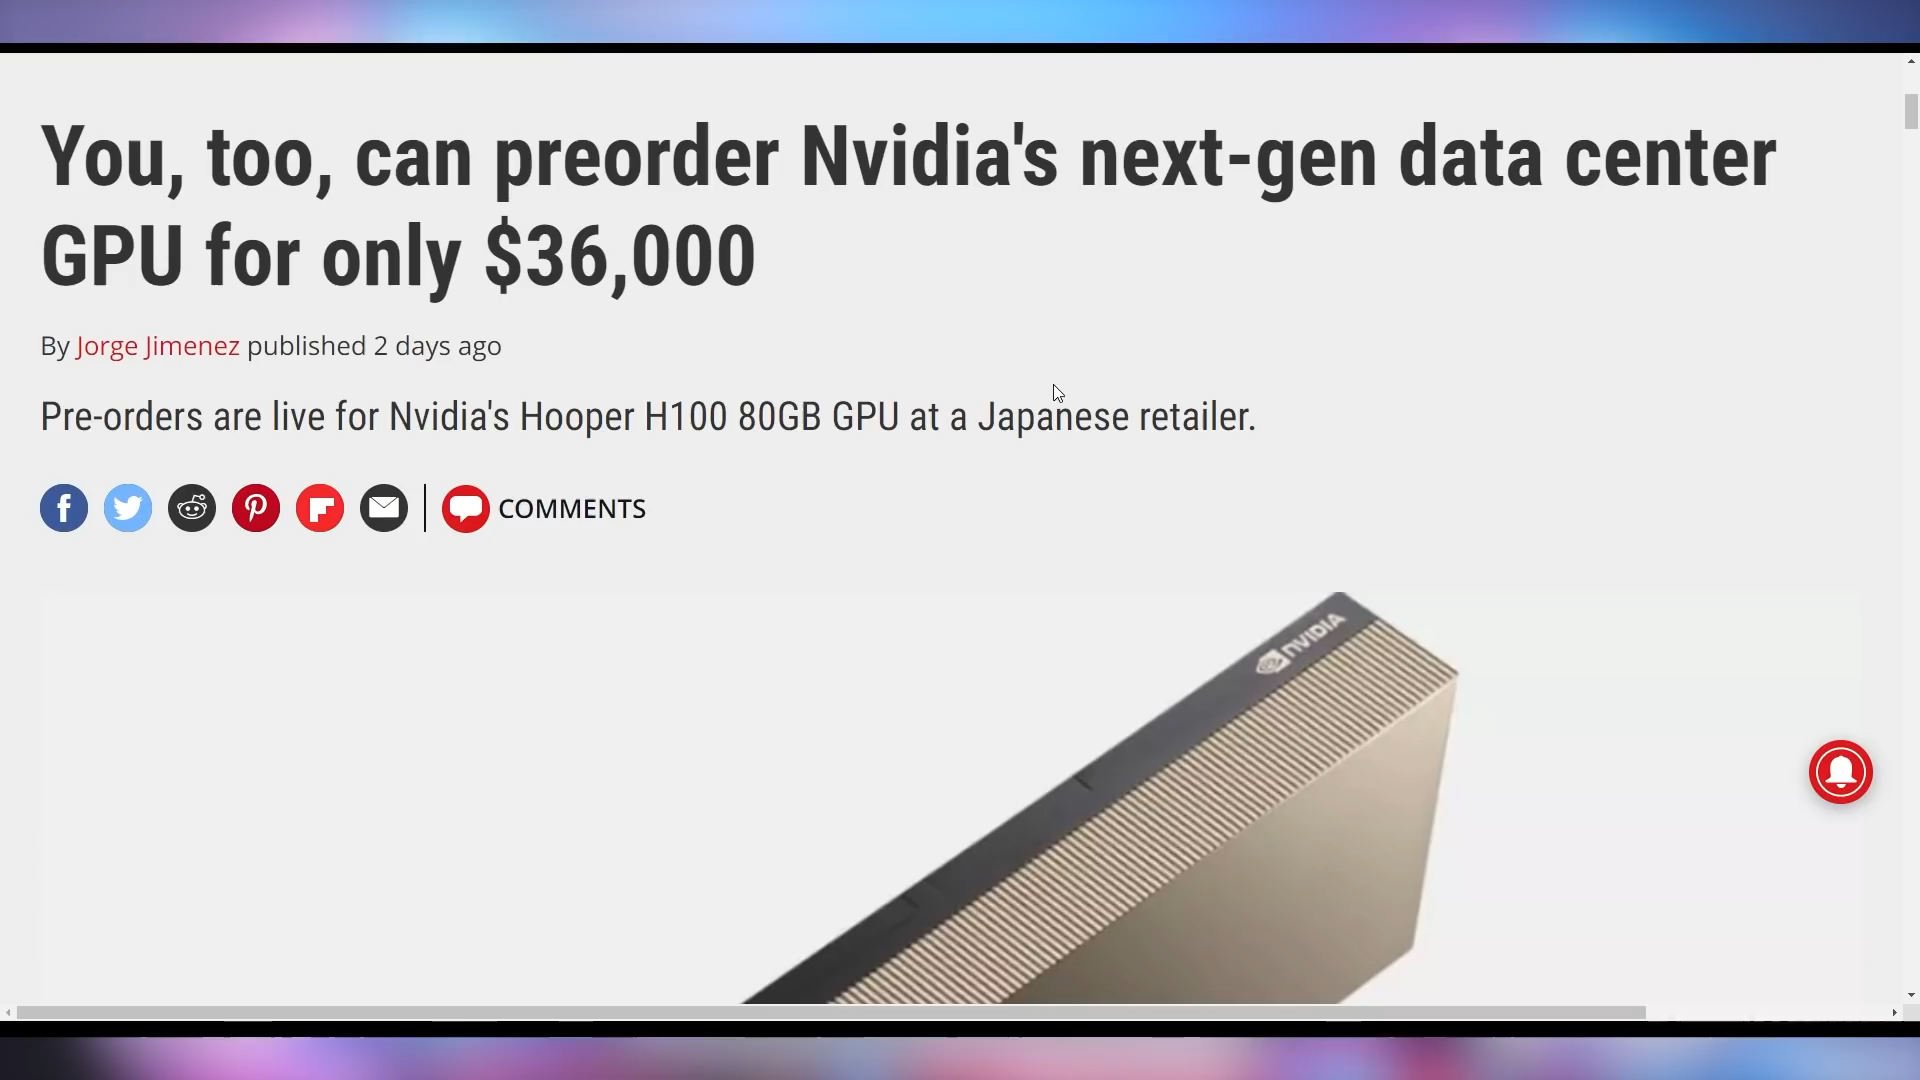 You, too, can preorder Nvidia's next-gen data center
GPU for only $36,000
By Jorge Jimenez published 2 days ago
Pre-orders are live for Nvidia's Hooper H100 80GB GPU at a Japanese retailer.
COMMENTS
NVIDIA